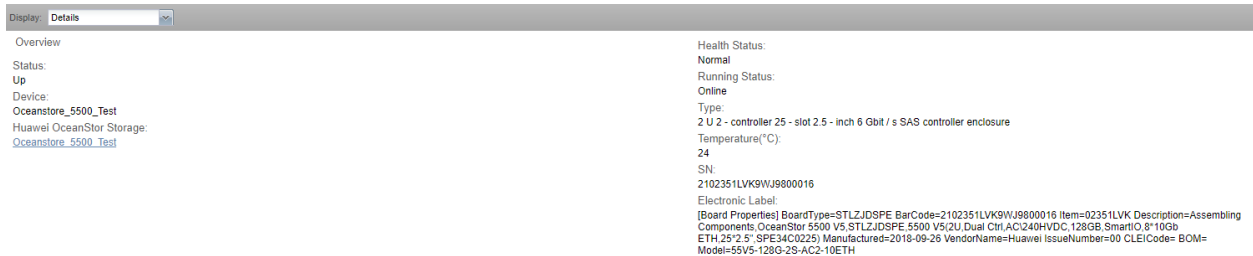 Display: Details
Overview
Status:
Up
Device:
Oceanstore_5500_Test
Huawei OceanStor Storage:
Oceanstore_5500_Test
Health Status:
Normal
Running Status:
Online
Type:
2 U 2 - controller 25 - slot 2.5 - inch 6 Gbit / s SAS controller enclosure
Temperature(°C):
24
SN:
2102351LVK9WJ9800016
Electronic Label:
[Board Properties] BoardType=STLZJDSPE BarCode=2102351LVK9WJ9800016 Item=02351LVK Description=Assembling
Components,OceanStor 5500 V5,STLZJDSPE,5500 V5(2U,Dual Ctrl,AC\240HVDC,128GB,SmartIO,8*10Gb
ETH,25*2.5",SPE34C0225) Manufactured=2018-09-26 VendorName=Huawei IssueNumber=00 CLEICode= BOM=
Model=55V5-128G-2S-AC2-10ETH